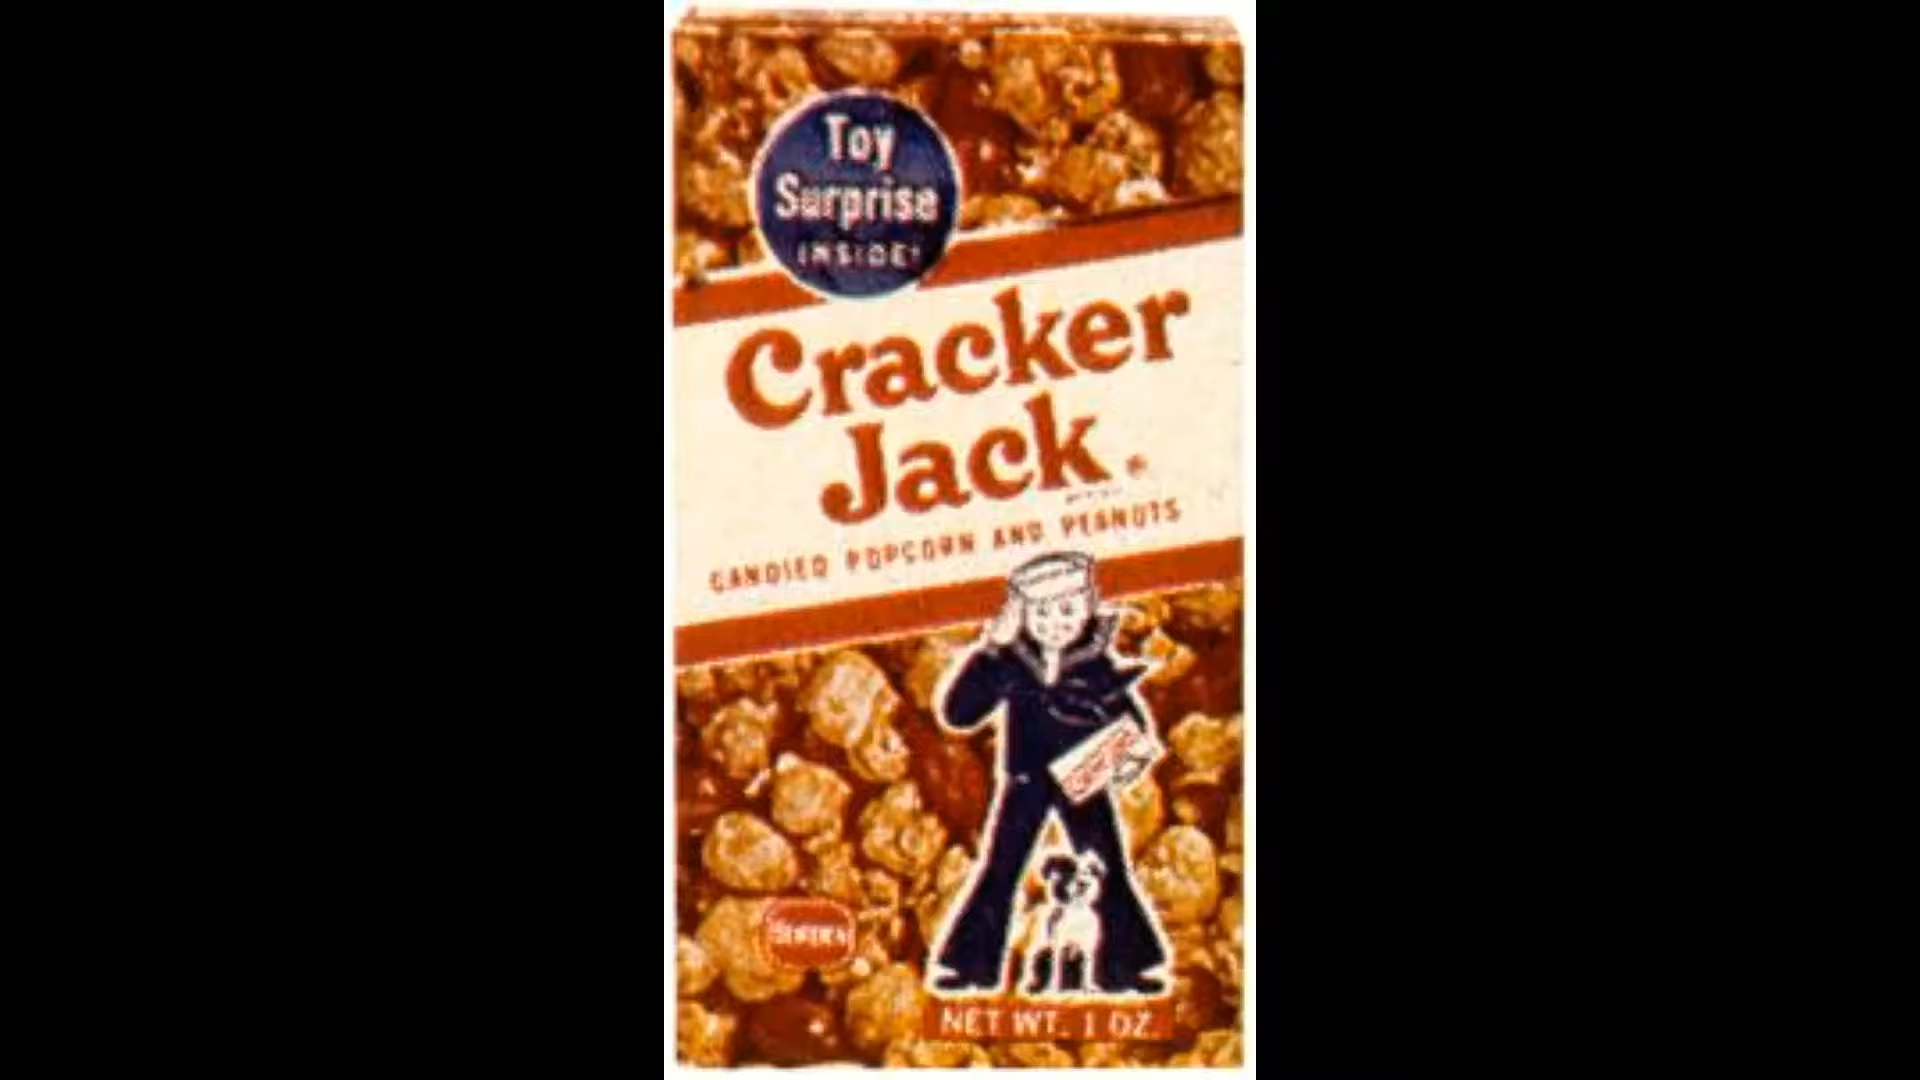 Toy
Surprise
INSIDE!
Cracker
Jack ®
CANDIED POPCORN AND PEANUTS
NET WT. 1 OZ.